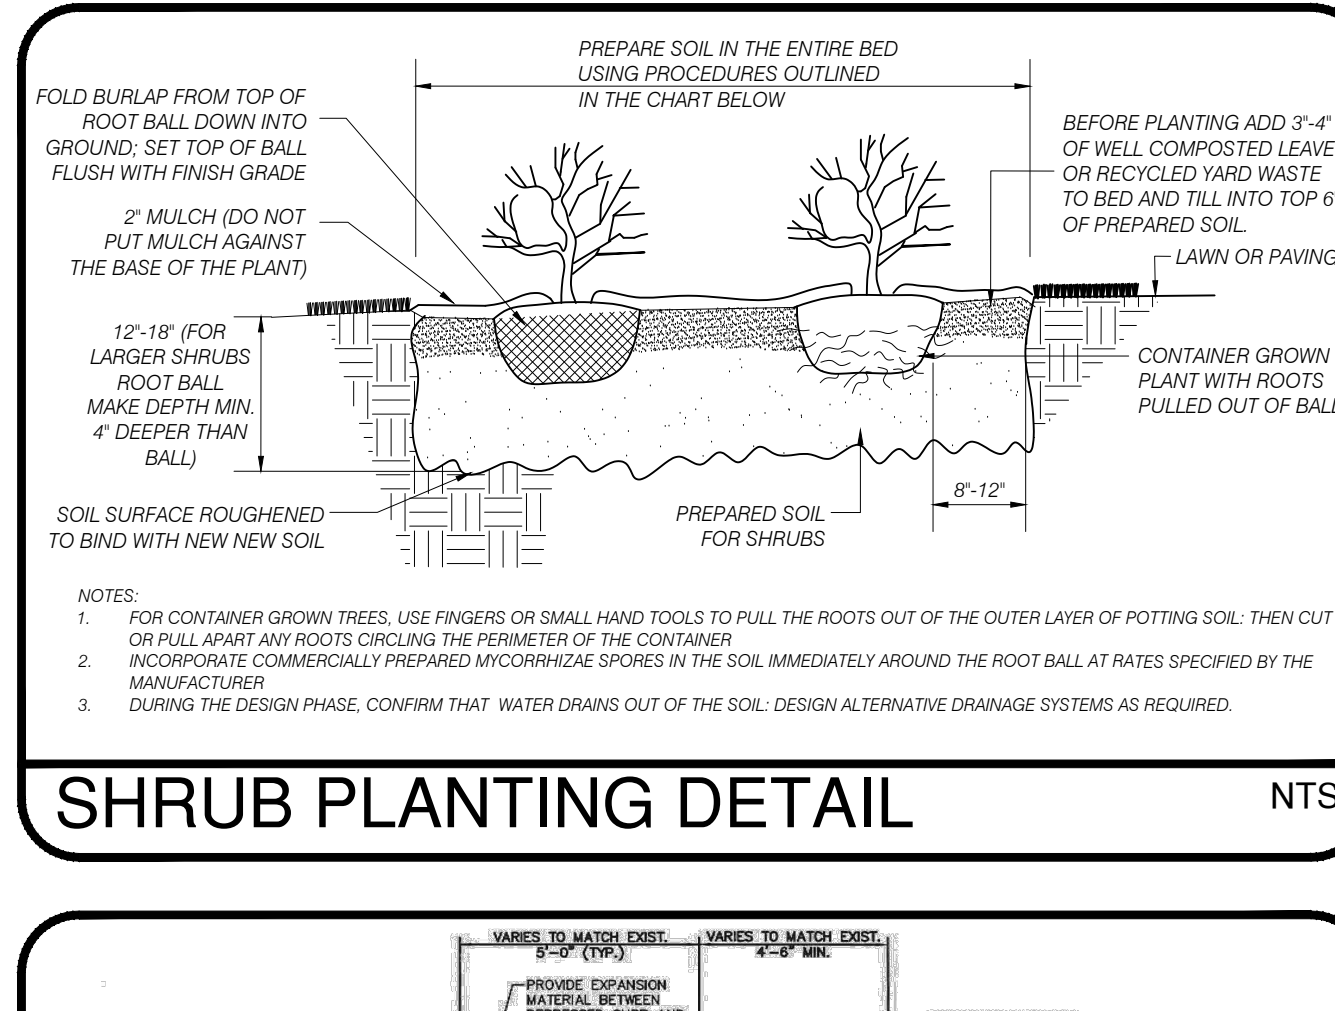 PREPARE SOIL IN THE ENTIRE BED
USING PROCEDURES OUTLINED
IN THE CHART BELOW
FOLD BURLAP FROM TOP OF
ROOT BALL DOWN INTO
GROUND; SET TOP OF BALL
FLUSH WITH FINISH GRADE
2" MULCH (DO NOT
PUT MULCH AGAINST
THE BASE OF THE PLANT)
12"-18" (FOR
LARGER SHRUBS
ROOT BALL
MAKE DEPTH MIN.
4" DEEPER THAN
BALL)
SOIL SURFACE ROUGHENED
TO BIND WITH NEW NEW SOIL
BEFORE PLANTING ADD 3"-4"
OF WELL COMPOSTED LEAVE
OR RECYCLED YARD WASTE
TO BED AND TILL INTO TOP 6"
OF PREPARED SOIL.
LAWN OR PAVING
CONTAINER GROWN
PLANT WITH ROOTS
PULLED OUT OF BALL
8"-12"
PREPARED SOIL
FOR SHRUBS
NOTES:
1. FOR CONTAINER GROWN TREES, USE FINGERS OR SMALL HAND TOOLS TO PULL THE ROOTS OUT OF THE OUTER LAYER OF POTTING SOIL: THEN CUT
OR PULL APART ANY ROOTS CIRCLING THE PERIMETER OF THE CONTAINER
2. INCORPORATE COMMERCIALLY PREPARED MYCORRHIZAE SPORES IN THE SOIL IMMEDIATELY AROUND THE ROOT BALL AT RATES SPECIFIED BY THE
MANUFACTURER
3. DURING THE DESIGN PHASE, CONFIRM THAT WATER DRAINS OUT OF THE SOIL: DESIGN ALTERNATIVE DRAINAGE SYSTEMS AS REQUIRED.
SHRUB PLANTING DETAIL
NTS
VARIES TO MATCH EXIST.
5'-0" (TYP.)
VARIES TO MATCH EXIST.
4'-6" MIN.
PROVIDE EXPANSION
MATERIAL BETWEEN